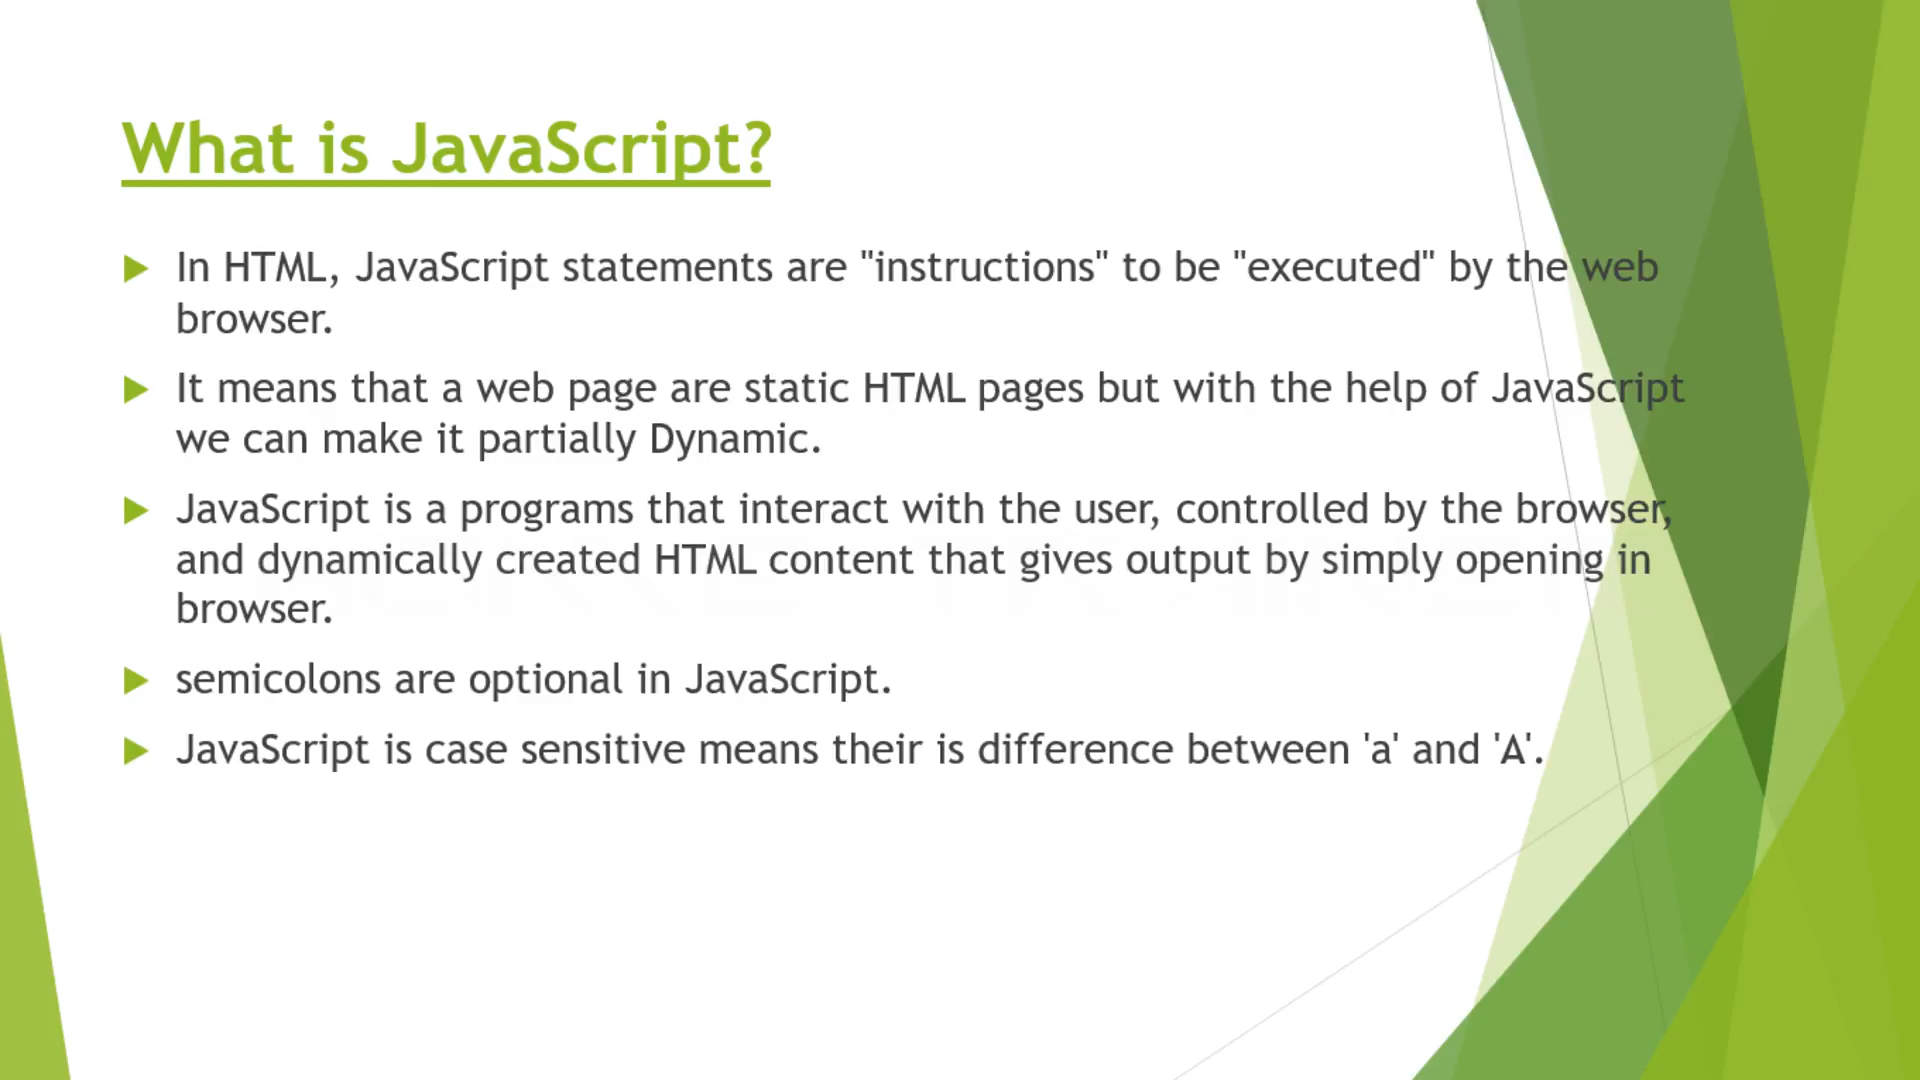 What is JavaScript?
In HTML, JavaScript statements are "instructions" to be "executed" by the web
browser.
It means that a web page are static HTML pages but with the help of JavaScript
we can make it partially Dynamic.
JavaScript is a programs that interact with the user, controlled by the browser,
and dynamically created HTML content that gives output by simply opening in
browser.
semicolons are optional in JavaScript.
JavaScript is case sensitive means their is difference between 'a' and 'A'.